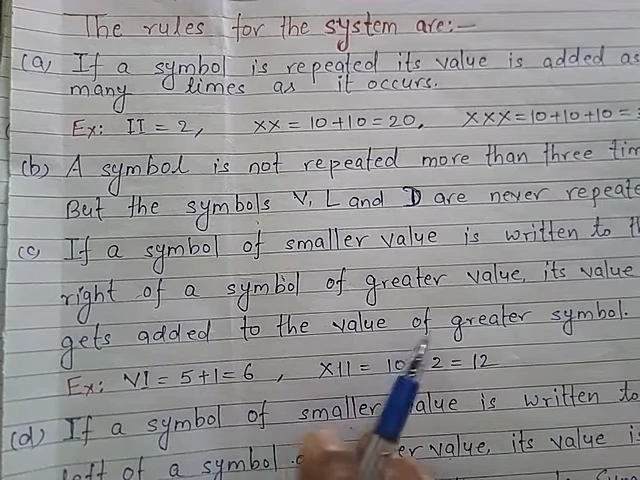 The rules for the system are:-
(a) If a symbol is repeated its value is added as
many times as it occurs.
Ex: II = 2, XX = 10+10 = 20, XXX = 10+10+10 =
(b) A symbol is not repeated more than three
But the symbols V, L and D are never
(c) If a symbol of smaller value is written to
right of a symbol of greater value, its value
gets added to the value of greater symbol.
Ex: VI = 5+1 = 6, XII = 10 2 = 12
(d) If a symbol of smaller value is written to
left of a symbol value, its value